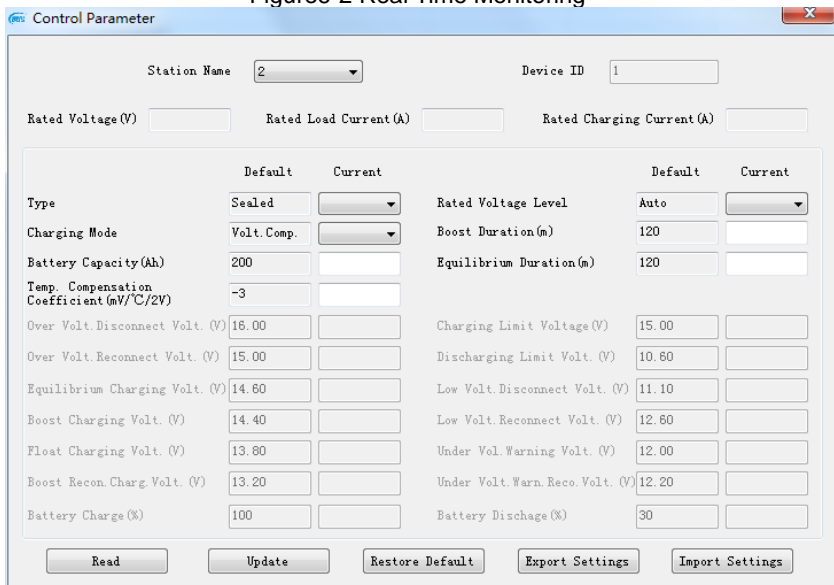 Figure3-2 Real Time Monitoring
Control Parameter
Station Name 2 Device ID 1
Rated Voltage(V) Rated Load Current(A) Rated Charging Current(A)
Default Current Default Current
Type Sealed Rated Voltage Level Auto
Charging Mode Volt.Comp. Boost Duration(m) 120
Battery Capacity(Ah) 200 Equilibrium Duration(m) 120
Temp. Compensation
Coefficient(mV/℃/2V) -3
Over Volt.Disconnect Volt. (V) 16.00 Charging Limit Voltage(V) 15.00
Over Volt.Reconnect Volt. (V) 15.00 Discharging Limit Volt. (V) 10.60
Equilibrium Charging Volt. (V) 14.60 Low Volt.Disconnect Volt. (V) 11.10
Boost Charging Volt. (V) 14.40 Low Volt.Reconnect Volt. (V) 12.60
Float Charging Volt. (V) 13.80 Under Vol.Warning Volt. (V) 12.00
Boost Recon.Charg.Volt. (V) 13.20 Under Volt.Warn.Reco.Volt. (V) 12.20
Battery Charge(%) 100 Battery Dischage(%) 30
Read Update Restore Default Export Settings Import Settings